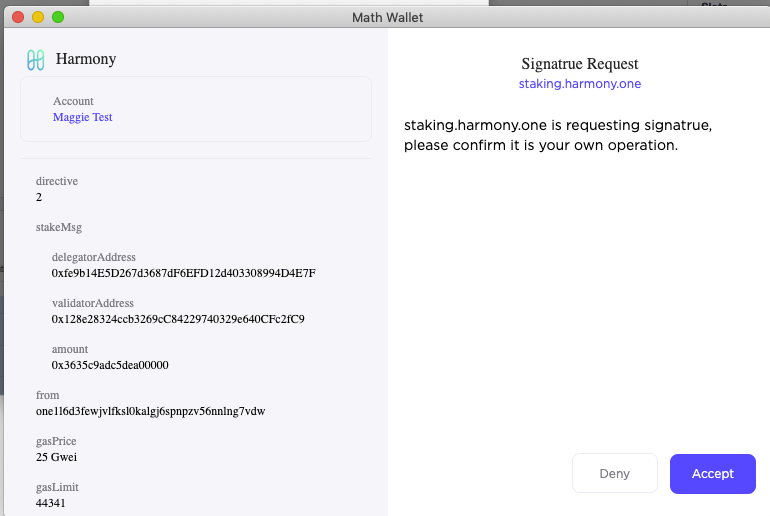 Math Wallet
Harmony
Account
Maggie Test
directive
2
stakeMsg
delegatorAddress
0xfe9b14E5D267d3687dF6EFD12d403308994D4E7F
validatorAddress
0x128e28324ccb3269cC84229740329e640CFc2fC9
amount
0x3635c9adc5dea00000
from
one1l6d3fewjvlfksl0kalgj6spnpzv56nnlng7vdw
gasPrice
25 Gwei
gasLimit
44341
Signatrue Request
staking.harmony.one
staking.harmony.one is requesting signatrue,
please confirm it is your own operation.
Deny
Accept